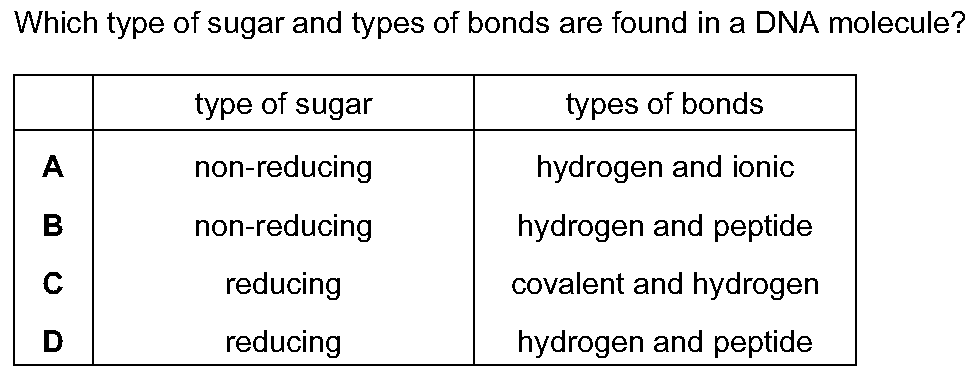 Which type of sugar and types of bonds are found in a DNA molecule?
type of sugar types of bonds
A non-reducing hydrogen and ionic
B non-reducing hydrogen and peptide
C reducing covalent and hydrogen
D reducing hydrogen and peptide